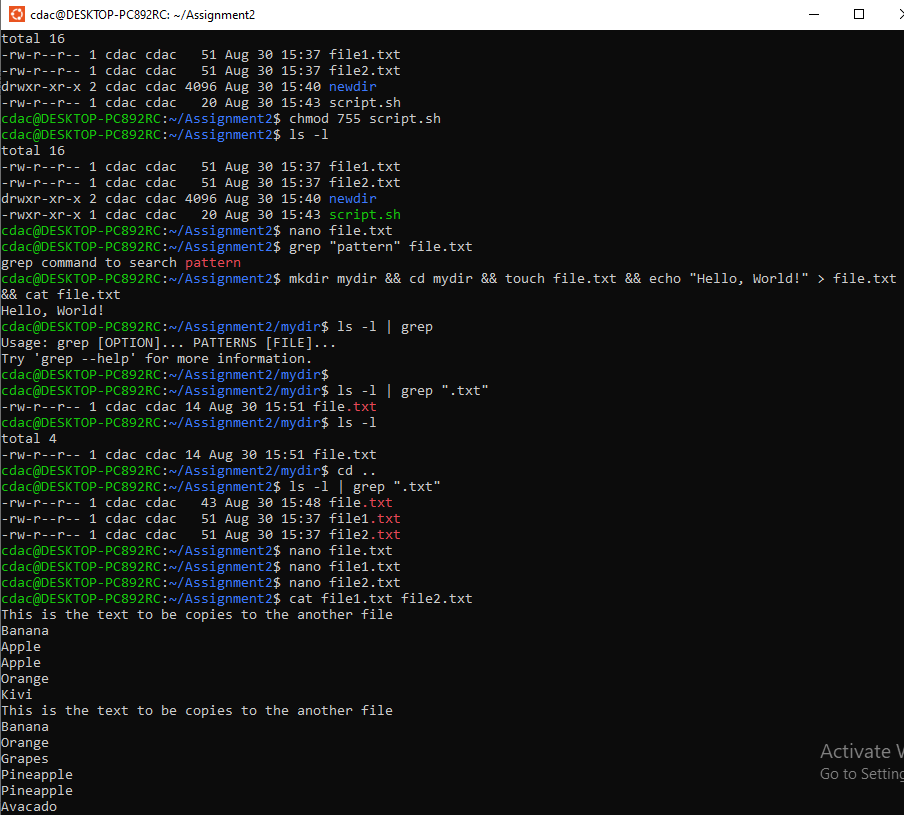 cdac@DESKTOP-PC892RC: ~/Assignment2
total 16
-rw-r--r-- 1 cdac cdac   51 Aug 30 15:37 file1.txt
-rw-r--r-- 1 cdac cdac   51 Aug 30 15:37 file2.txt
drwxr-xr-x 2 cdac cdac 4096 Aug 30 15:40 newdir
-rw-r--r-- 1 cdac cdac   20 Aug 30 15:43 script.sh
cdac@DESKTOP-PC892RC:~/Assignment2$ chmod 755 script.sh
cdac@DESKTOP-PC892RC:~/Assignment2$ ls -l
total 16
-rw-r--r-- 1 cdac cdac   51 Aug 30 15:37 file1.txt
-rw-r--r-- 1 cdac cdac   51 Aug 30 15:37 file2.txt
drwxr-xr-x 2 cdac cdac 4096 Aug 30 15:40 newdir
-rwxr-xr-x 1 cdac cdac   20 Aug 30 15:43 script.sh
cdac@DESKTOP-PC892RC:~/Assignment2$ nano file.txt
cdac@DESKTOP-PC892RC:~/Assignment2$ grep "pattern" file.txt
grep command to search pattern
cdac@DESKTOP-PC892RC:~/Assignment2$ mkdir mydir && cd mydir && touch file.txt && echo "Hello, World!" > file.txt
&& cat file.txt
Hello, World!
cdac@DESKTOP-PC892RC:~/Assignment2/mydir$ ls -l | grep
Usage: grep [OPTION]... PATTERNS [FILE]...
Try 'grep --help' for more information.
cdac@DESKTOP-PC892RC:~/Assignment2/mydir$
cdac@DESKTOP-PC892RC:~/Assignment2/mydir$ ls -l | grep ".txt"
-rw-r--r-- 1 cdac cdac 14 Aug 30 15:51 file.txt
cdac@DESKTOP-PC892RC:~/Assignment2/mydir$ ls -l
total 4
-rw-r--r-- 1 cdac cdac 14 Aug 30 15:51 file.txt
cdac@DESKTOP-PC892RC:~/Assignment2/mydir$ cd ..
cdac@DESKTOP-PC892RC:~/Assignment2$ ls -l | grep ".txt"
-rw-r--r-- 1 cdac cdac   43 Aug 30 15:48 file.txt
-rw-r--r-- 1 cdac cdac   51 Aug 30 15:37 file1.txt
-rw-r--r-- 1 cdac cdac   51 Aug 30 15:37 file2.txt
cdac@DESKTOP-PC892RC:~/Assignment2$ nano file.txt
cdac@DESKTOP-PC892RC:~/Assignment2$ nano file1.txt
cdac@DESKTOP-PC892RC:~/Assignment2$ nano file2.txt
cdac@DESKTOP-PC892RC:~/Assignment2$ cat file1.txt file2.txt
This is the text to be copies to the another file
Banana
Apple
Apple
Orange
Kivi
This is the text to be copies to the another file
Banana
Orange
Grapes
Pineapple
Pineapple
Avacado
Activate
Go to Setting